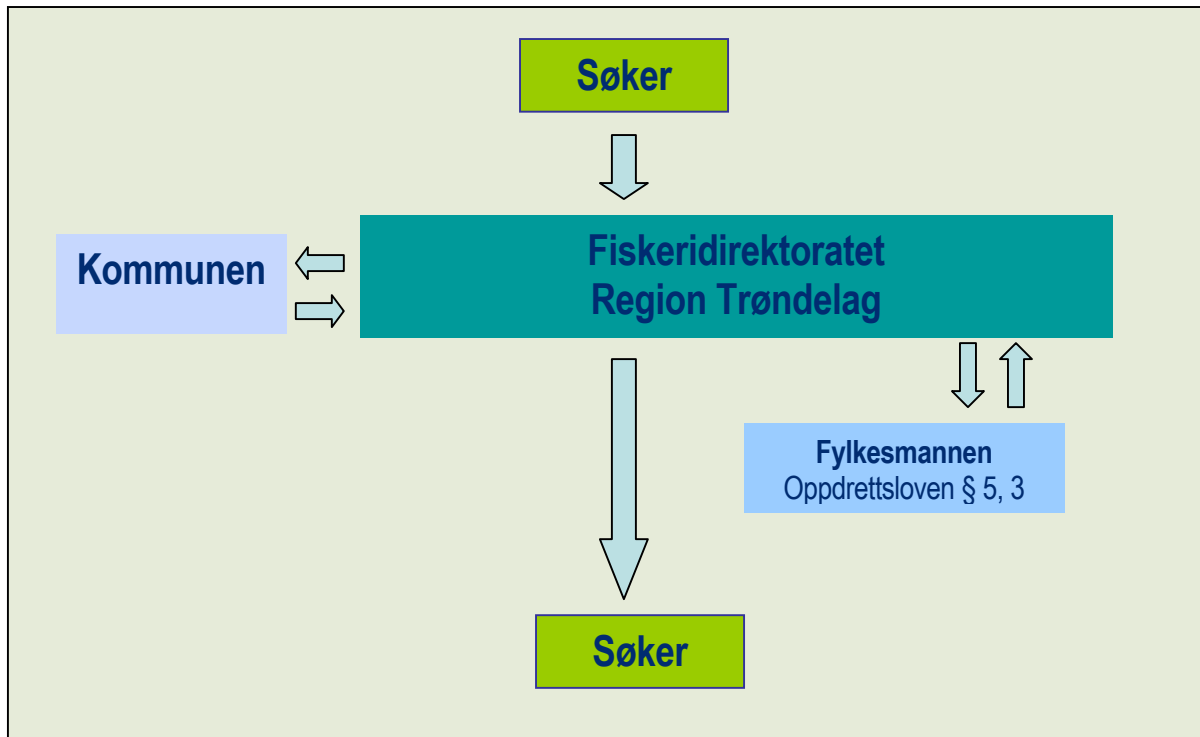 Søker
Kommunen
Fiskeridirektoratet
Region Trøndelag
Fylkesmannen
Oppdrettsloven § 5, 3
Søker